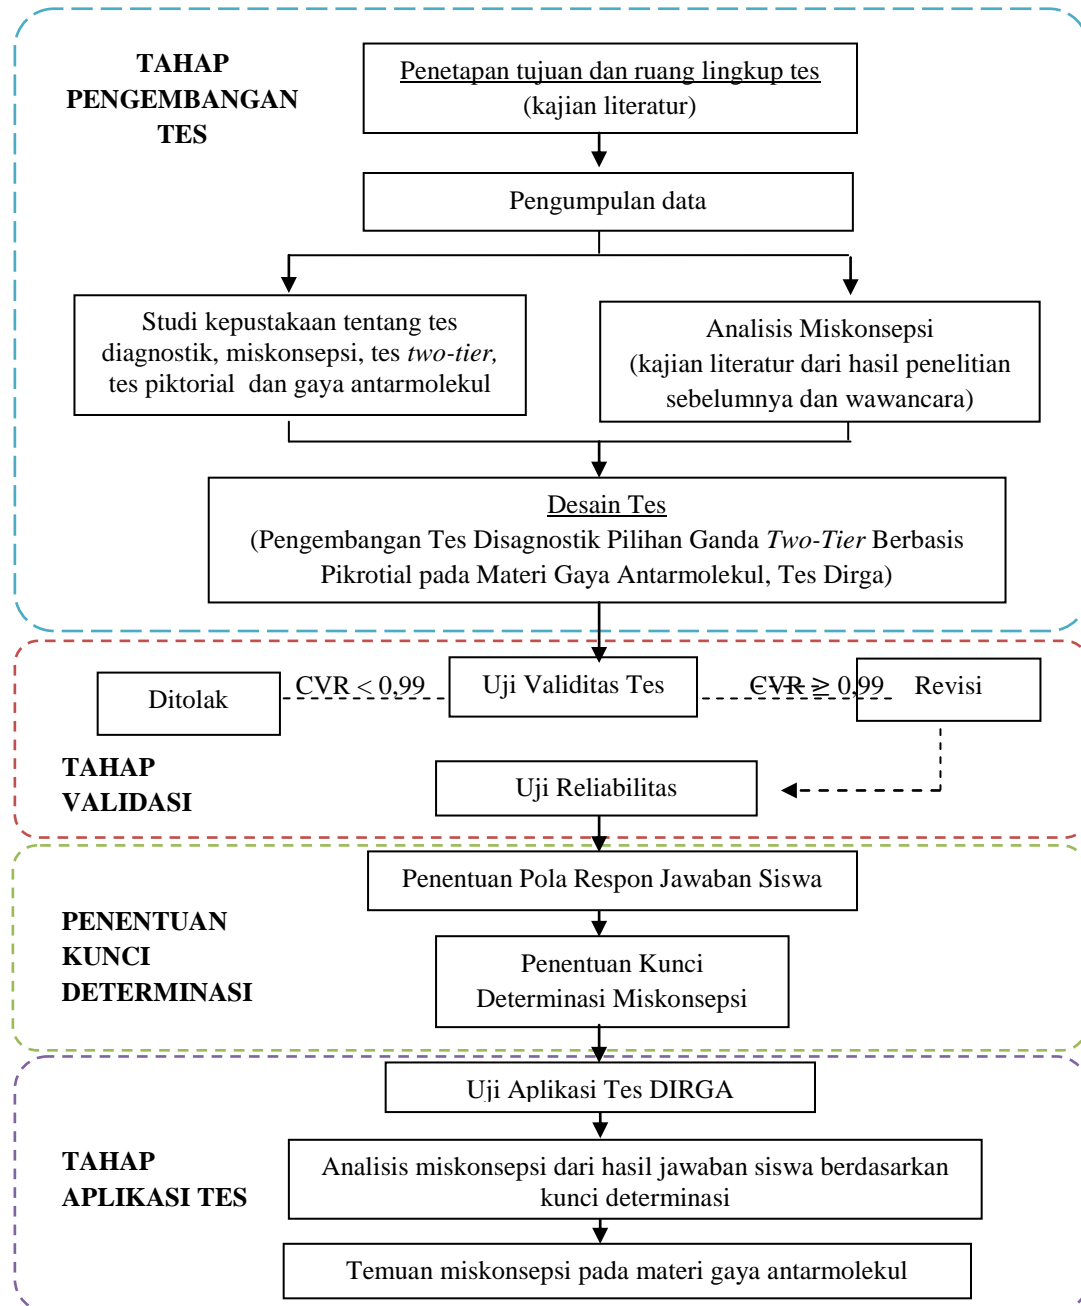 TAHAP
PENGEMBANGAN
TES
Penetapan tujuan dan ruang lingkup tes
(kajian literatur)
Pengumpulan data
Studi kepustakaan tentang tes
diagnostik, miskonsepsi, tes two-tier,
tes piktorial dan gaya antarmolekul
Analisis Miskonsepsi
(kajian literatur dari hasil penelitian
sebelumnya dan wawancara)
Desain Tes
(Pengembangan Tes Disagnostik Pilihan Ganda Two-Tier Berbasis
Pikrotial pada Materi Gaya Antarmolekul, Tes Dirga)
Ditolak
CVR < 0,99
Uji Validitas Tes
CVR ≥ 0,99
Revisi
TAHAP
VALIDASI
Uji Reliabilitas
Penentuan Pola Respon Jawaban Siswa
PENENTUAN
KUNCI
DETERMINASI
Penentuan Kunci
Determinasi Miskonsepsi
Uji Aplikasi Tes DIRGA
TAHAP
APLIKASI TES
Analisis miskonsepsi dari hasil jawaban siswa berdasarkan
kunci determinasi
Temuan miskonsepsi pada materi gaya antarmolekul